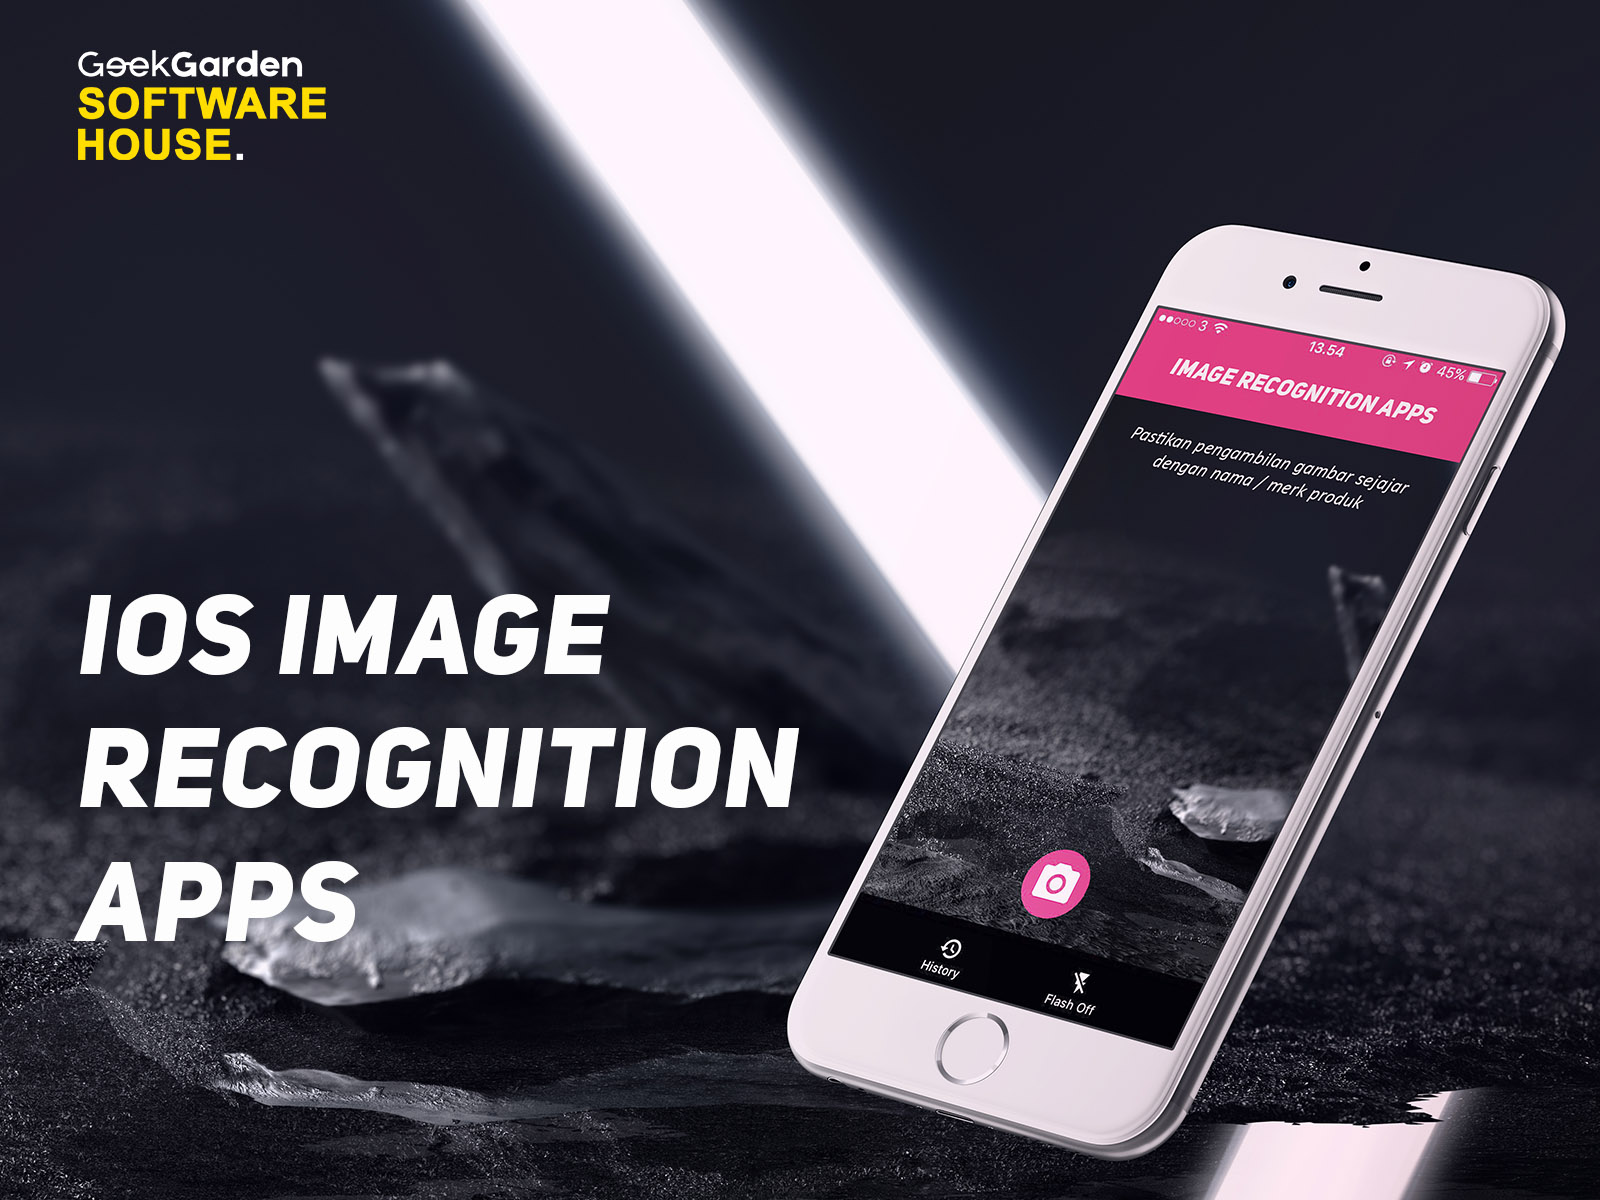 GeekGarden
SOFTWARE
HOUSE.
IOS IMAGE
RECOGNITION
APPS
3
13.54
45%
IMAGE RECOGNITION APPS
Pastikan pengambilan gambar sejajar
dengan nama / merk produk
History
Flash Off